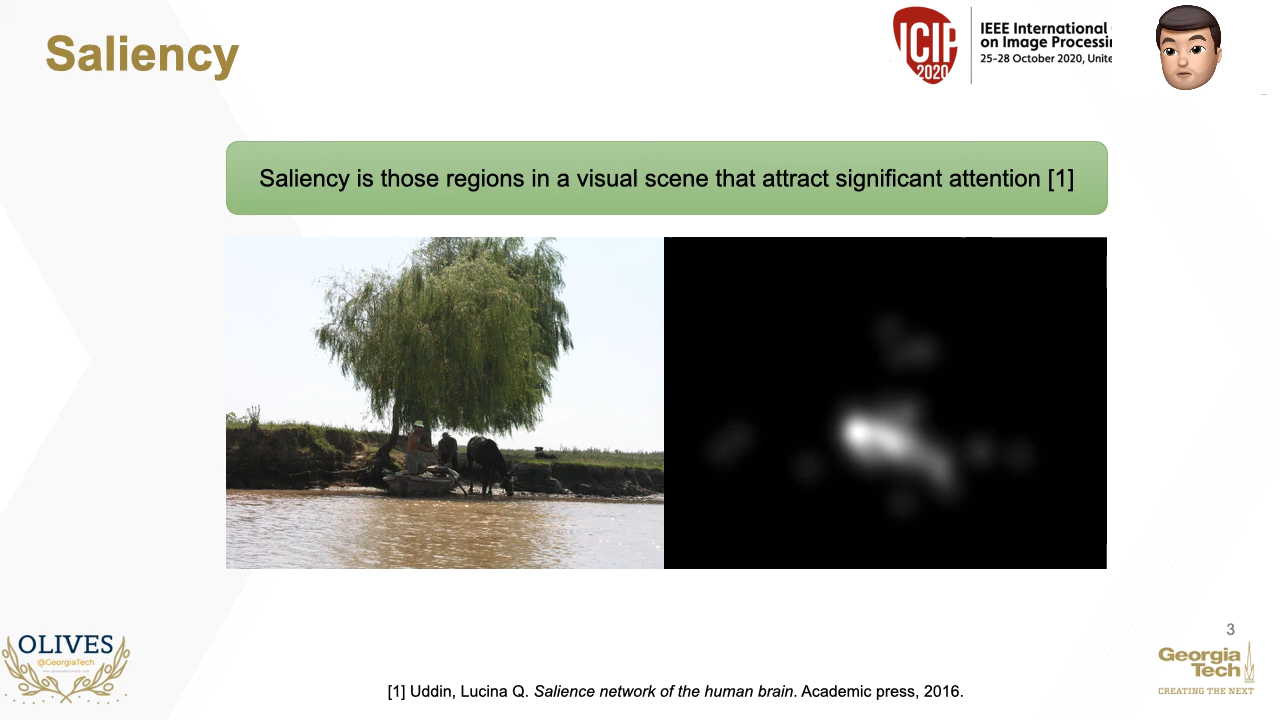 Saliency
ICIP
2020
IEEE International
on Image Processi
25-28 October 2020, Unite
Saliency is those regions in a visual scene that attract significant attention [1]
3
OLIVES
@GeorgiaTech
Georgia
Tech
CREATING THE NEXT
[1] Uddin, Lucina Q. Salience network of the human brain. Academic press, 2016.